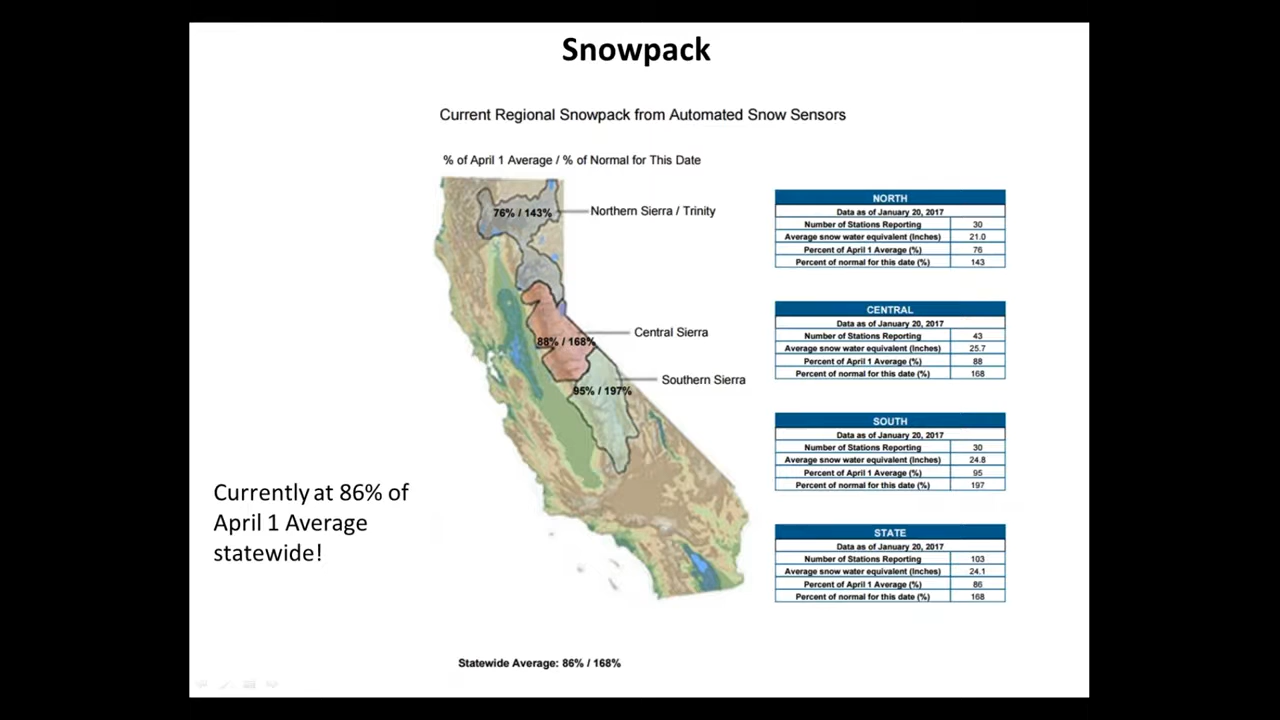 Snowpack
Current Regional Snowpack from Automated Snow Sensors
% of April 1 Average / % of Normal for This Date
76% / 143%
Northern Sierra / Trinity
88% / 168%
Central Sierra
95% / 197%
Southern Sierra
NORTH
Data as of January 20, 2017
Number of Stations Reporting 30
Average snow water equivalent (Inches) 21.0
Percent of April 1 Average (%) 76
Percent of normal for this date (%) 143
CENTRAL
Data as of January 20, 2017
Number of Stations Reporting 43
Average snow water equivalent (Inches) 25.7
Percent of April 1 Average (%) 88
Percent of normal for this date (%) 168
SOUTH
Data as of January 20, 2017
Number of Stations Reporting 30
Average snow water equivalent (Inches) 24.8
Percent of April 1 Average (%) 95
Percent of normal for this date (%) 197
STATE
Data as of January 20, 2017
Number of Stations Reporting 103
Average snow water equivalent (Inches) 24.1
Percent of April 1 Average (%) 86
Percent of normal for this date (%) 168
Currently at 86% of
April 1 Average
statewide!
Statewide Average: 86% / 168%